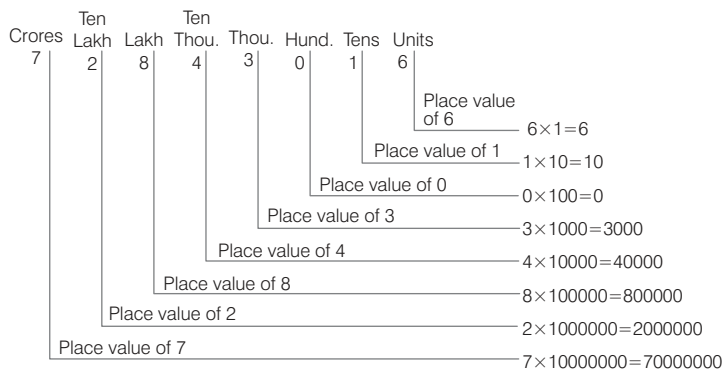 Crores Ten Lakh Lakh Ten Thou. Thou. Hund. Tens Units
7 2 8 4 3 0 1 6
Place value of 6 6×1=6
Place value of 1 1×10=10
Place value of 0 0×100=0
Place value of 3 3×1000=3000
Place value of 4 4×10000=40000
Place value of 8 8×100000=800000
Place value of 2 2×1000000=2000000
Place value of 7 7×10000000=70000000